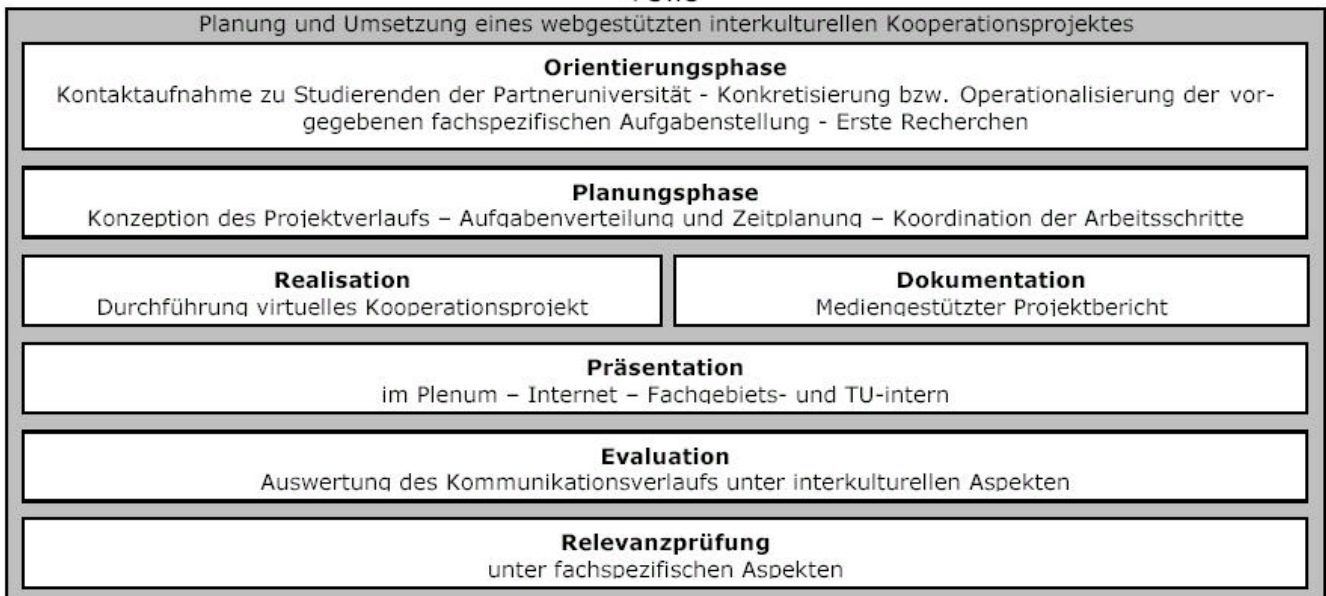 Planung und Umsetzung eines webgestützten interkulturellen Kooperationsprojektes
Orientierungsphase
Kontaktaufnahme zu Studierenden der Partneruniversität - Konkretisierung bzw. Operationalisierung der vor-
gegebenen fachspezifischen Aufgabenstellung - Erste Recherchen
Planungsphase
Konzeption des Projektverlaufs – Aufgabenverteilung und Zeitplanung – Koordination der Arbeitsschritte
Realisation
Durchführung virtuelles Kooperationsprojekt
Dokumentation
Mediengestützter Projektbericht
Präsentation
im Plenum – Internet – Fachgebiets- und TU-intern
Evaluation
Auswertung des Kommunikationsverlaufs unter interkulturellen Aspekten
Relevanzprüfung
unter fachspezifischen Aspekten